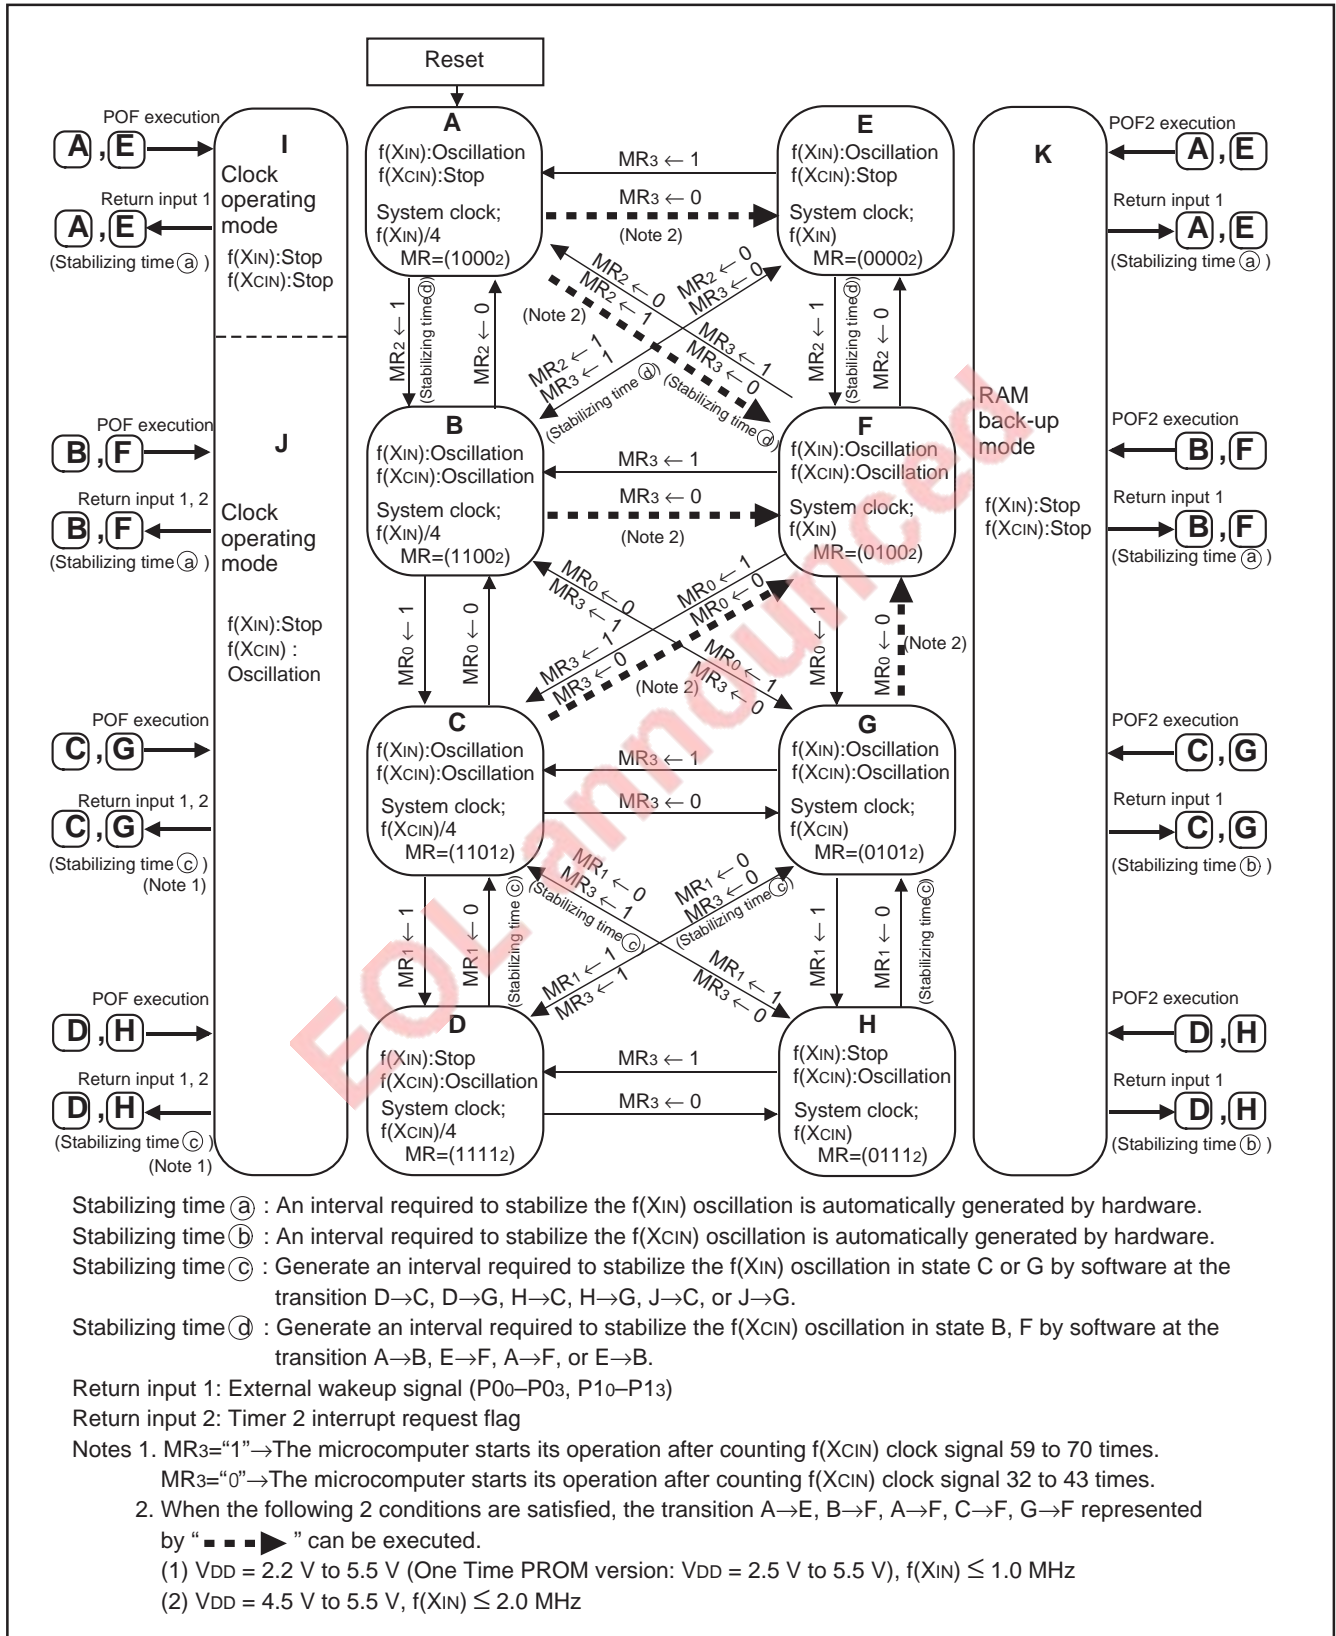 Reset
POF execution
A , E
Return input 1
A , E
(Stabilizing time ⓐ )
I
Clock
operating
mode
f(XIN):Stop
f(XCIN):Stop
A
f(XIN):Oscillation
f(XCIN):Stop
System clock;
f(XIN)/4
MR=(10002)
MR3 ← 1
MR3 ← 0
(Note 2)
E
f(XIN):Oscillation
f(XCIN):Stop
System clock;
f(XIN)
MR=(00002)
K
POF2 execution
A , E
Return input 1
A , E
(Stabilizing time ⓐ )
MR2 ← 1
(Stabilizing time ⓓ)
MR2 ← 0
(Note 2)
MR2 ← 0
MR2 ← 1
MR3 ← 1
MR3 ← 0
(Stabilizing time ⓓ)
MR2 ← 0
MR3 ← 0
MR2 ← 1
MR3 ← 1
(Stabilizing time ⓓ)
MR2 ← 1
(Stabilizing time ⓓ)
MR2 ← 0
POF execution
B , F
Return input 1, 2
B , F
(Stabilizing time ⓐ )
J
Clock
operating
mode
f(XIN):Stop
f(XCIN) :
Oscillation
B
f(XIN):Oscillation
f(XCIN):Oscillation
System clock;
f(XIN)/4
MR=(11002)
MR3 ← 1
MR3 ← 0
(Note 2)
F
f(XIN):Oscillation
f(XCIN):Oscillation
System clock;
f(XIN)
MR=(01002)
RAM
back-up
mode
f(XIN):Stop
f(XCIN):Stop
POF2 execution
B , F
Return input 1
B , F
(Stabilizing time ⓐ )
MR0 ← 1
MR0 ← 0
MR0 ← 0
MR3 ← 1
MR0 ← 1
MR3 ← 0
MR0 ← 1
MR0 ← 0
MR3 ← 1
MR3 ← 0
(Note 2)
MR0 ← 1
MR0 ← 0
(Note 2)
POF execution
C , G
Return input 1, 2
C , G
(Stabilizing time ⓒ )
(Note 1)
C
f(XIN):Oscillation
f(XCIN):Oscillation
System clock;
f(XCIN)/4
MR=(11012)
MR3 ← 1
MR3 ← 0
G
f(XIN):Oscillation
f(XCIN):Oscillation
System clock;
f(XCIN)
MR=(01012)
POF2 execution
C , G
Return input 1
C , G
(Stabilizing time ⓑ )
MR1 ← 1
MR1 ← 0
(Stabilizing time ⓒ)
MR1 ← 0
MR3 ← 1
(Stabilizing time ⓒ)
MR1 ← 0
MR3 ← 0
(Stabilizing time ⓒ)
MR1 ← 1
MR3 ← 1
MR1 ← 1
MR3 ← 0
MR1 ← 1
MR1 ← 0
(Stabilizing time ⓒ)
POF execution
D , H
Return input 1, 2
D , H
(Stabilizing time ⓒ )
(Note 1)
D
f(XIN):Stop
f(XCIN):Oscillation
System clock;
f(XCIN)/4
MR=(11112)
MR3 ← 1
MR3 ← 0
H
f(XIN):Stop
f(XCIN):Oscillation
System clock;
f(XCIN)
MR=(01112)
POF2 execution
D , H
Return input 1
D , H
(Stabilizing time ⓑ )
EOL announced
Stabilizing time ⓐ : An interval required to stabilize the f(XIN) oscillation is automatically generated by hardware.
Stabilizing time ⓑ : An interval required to stabilize the f(XCIN) oscillation is automatically generated by hardware.
Stabilizing time ⓒ : Generate an interval required to stabilize the f(XIN) oscillation in state C or G by software at the
transition D→C, D→G, H→C, H→G, J→C, or J→G.
Stabilizing time ⓓ : Generate an interval required to stabilize the f(XCIN) oscillation in state B, F by software at the
transition A→B, E→F, A→F, or E→B.
Return input 1: External wakeup signal (P00–P03, P10–P13)
Return input 2: Timer 2 interrupt request flag
Notes 1. MR3=“1”→The microcomputer starts its operation after counting f(XCIN) clock signal 59 to 70 times.
MR3=“0”→The microcomputer starts its operation after counting f(XCIN) clock signal 32 to 43 times.
2. When the following 2 conditions are satisfied, the transition A→E, B→F, A→F, C→F, G→F represented
by “ ” can be executed.
(1) VDD = 2.2 V to 5.5 V (One Time PROM version: VDD = 2.5 V to 5.5 V), f(XIN) ≤ 1.0 MHz
(2) VDD = 4.5 V to 5.5 V, f(XIN) ≤ 2.0 MHz